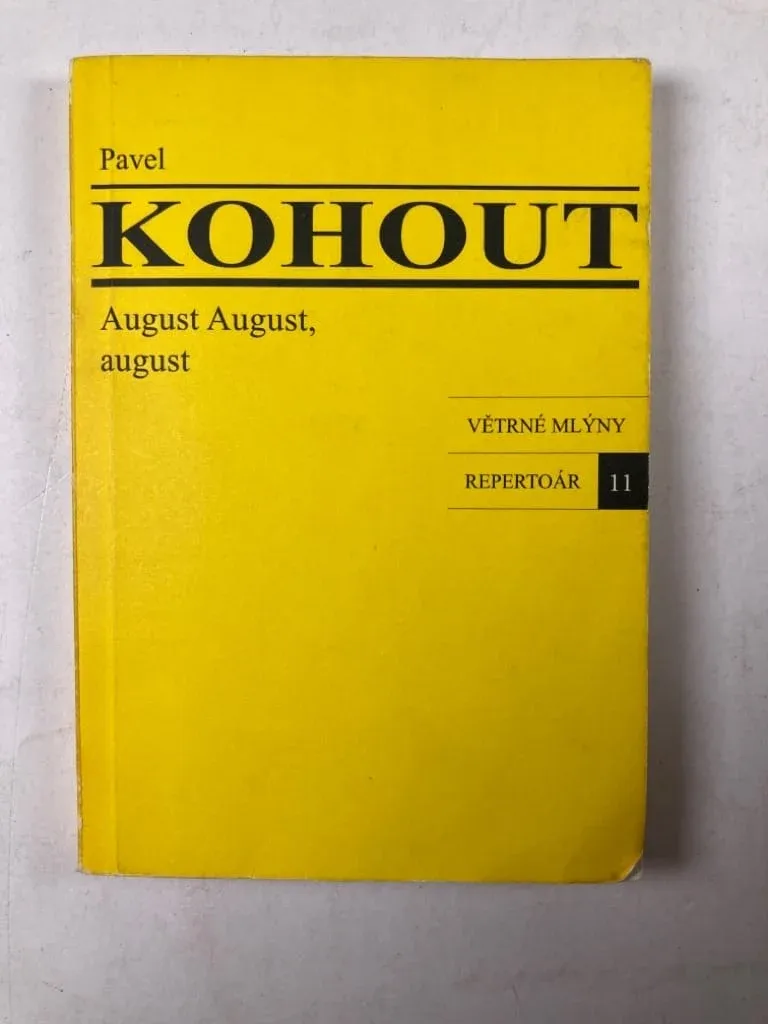 Pavel
KOHOUT
August August,
august
VĚTRNÉ MLÝNY
REPERTOÁR 11